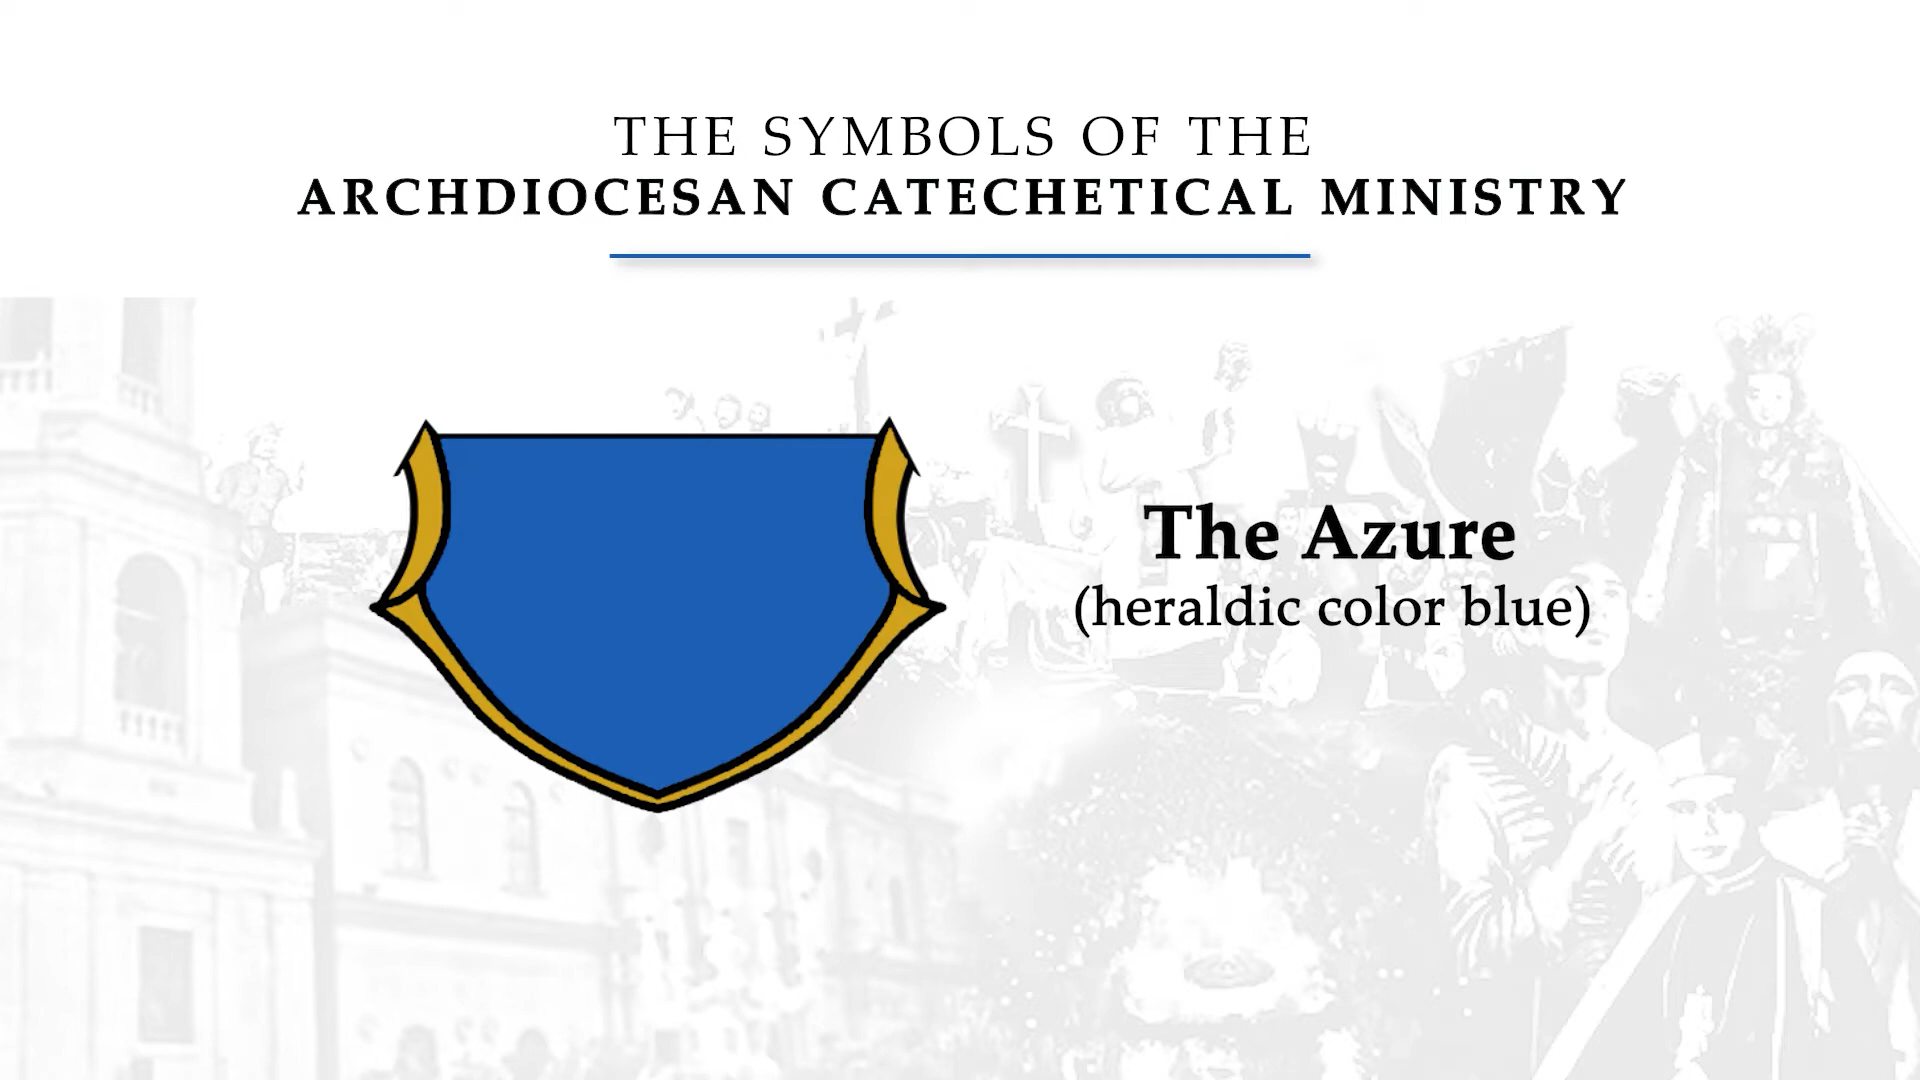 THE SYMBOLS OF THE
ARCHDIOCESAN CATECHETICAL MINISTRY
The Azure
(heraldic color blue)